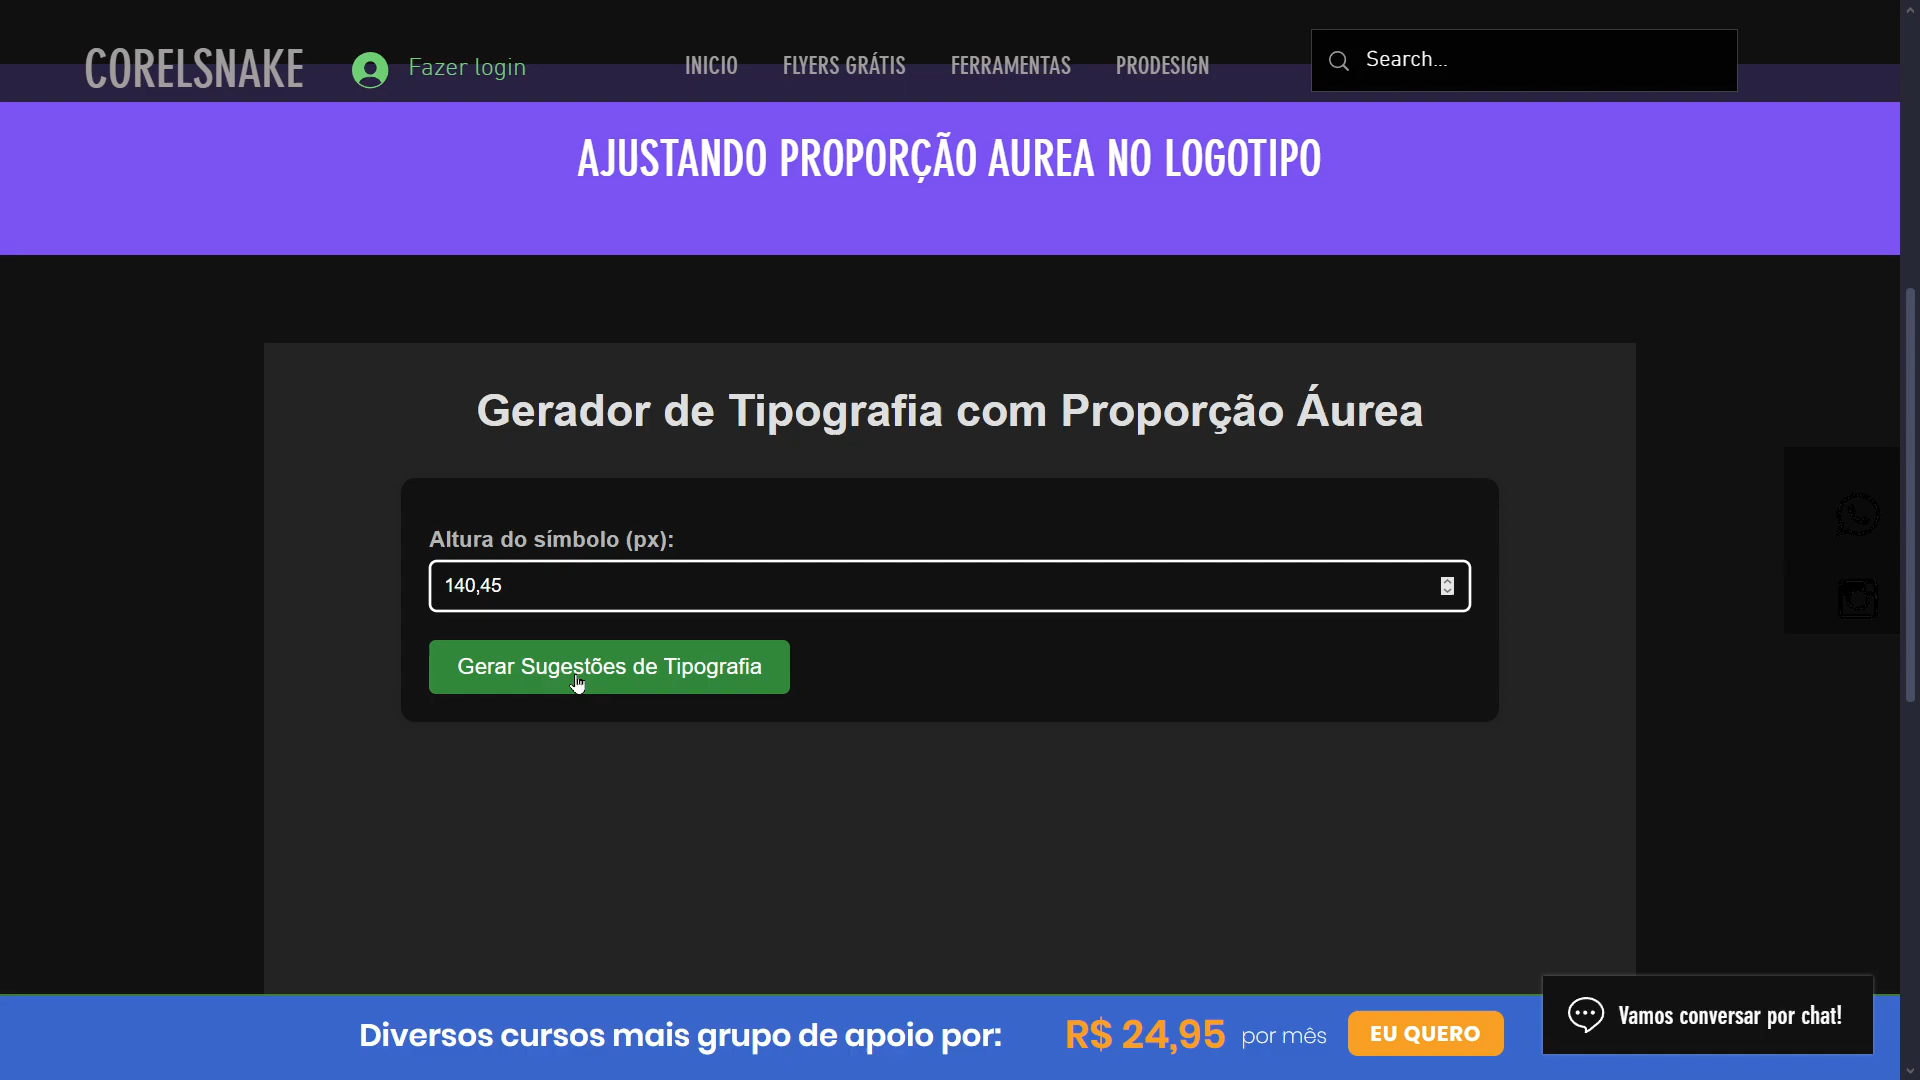 CORELSNAKE
Fazer login
INICIO
FLYERS GRÁTIS
FERRAMENTAS
PRODESIGN
Search...
AJUSTANDO PROPORÇÃO AUREA NO LOGOTIPO
Gerador de Tipografia com Proporção Áurea
Altura do símbolo (px):
140,45
Gerar Sugestões de Tipografia
Diversos cursos mais grupo de apoio por:
R$ 24,95 por mês
EU QUERO
Vamos conversar por chat!